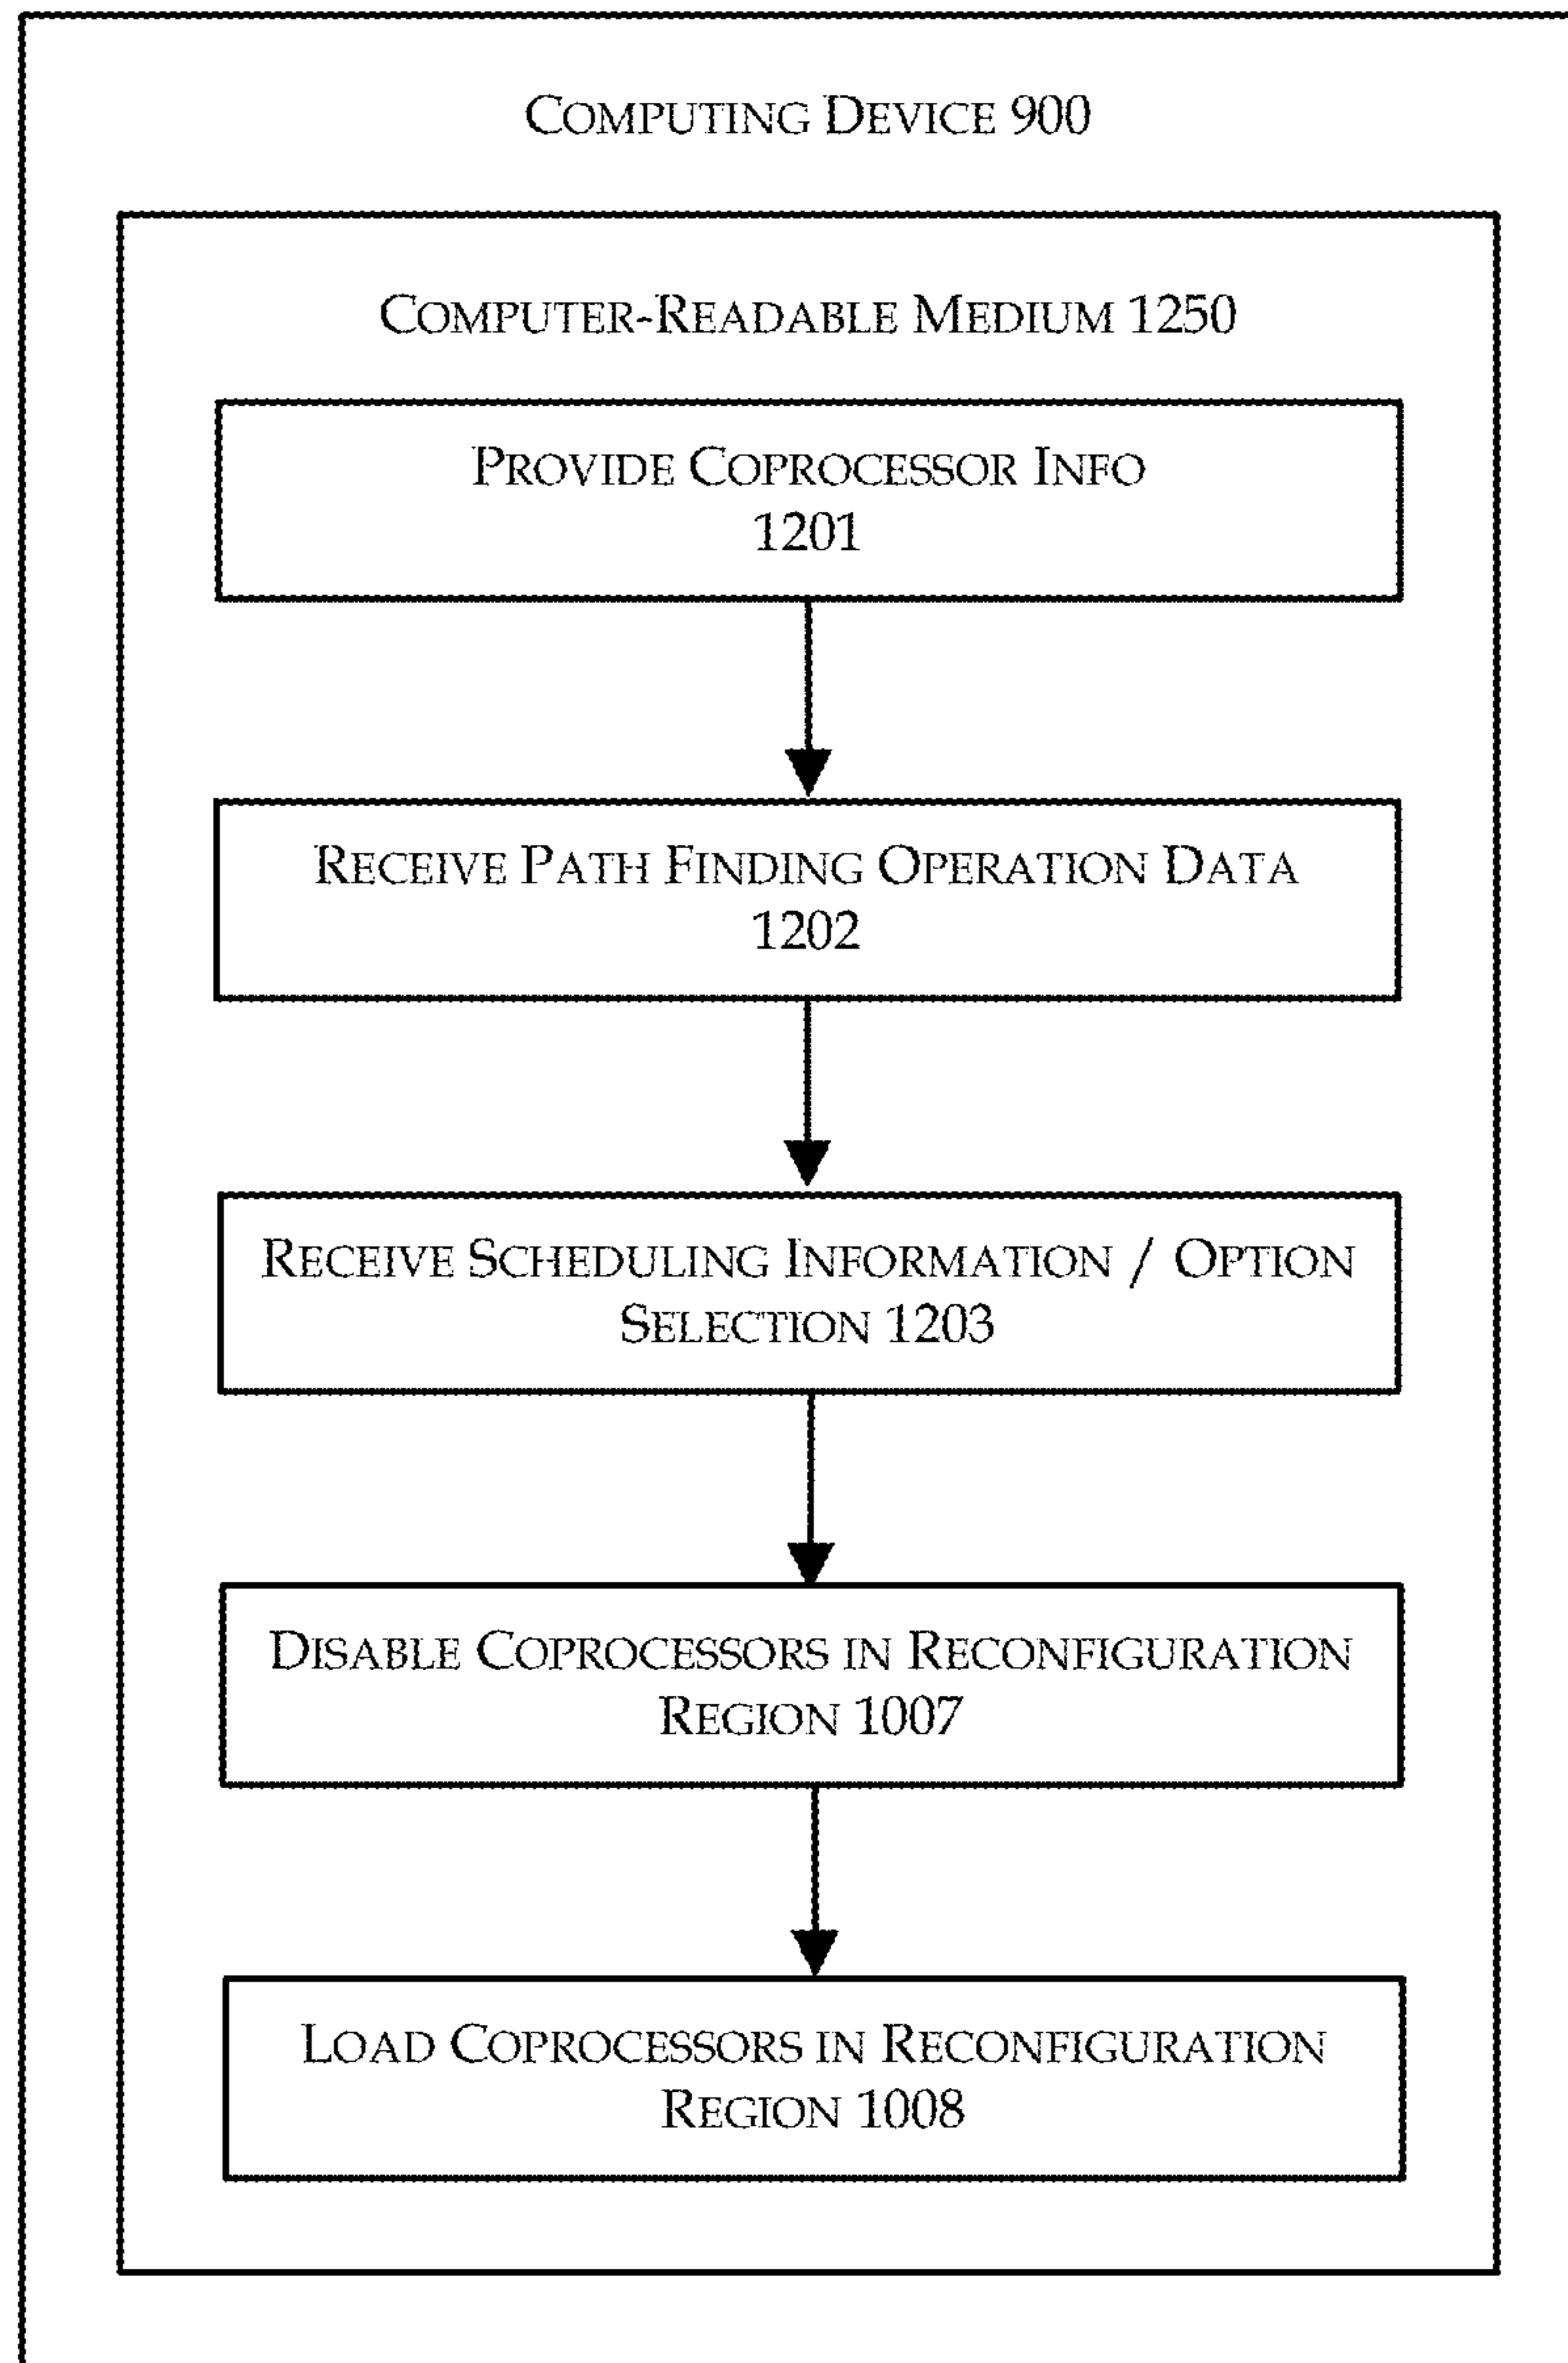 COMPUTING DEVICE 900
COMPUTER-READABLE MEDIUM 1250
PROVIDE COPROCESSOR INFO
1201
RECEIVE PATH FINDING OPERATION DATA
1202
RECEIVE SCHEDULING INFORMATION / OPTION
SELECTION 1203
DISABLE COPROCESSORS IN RECONFIGURATION
REGION 1007
LOAD COPROCESSORS IN RECONFIGURATION
REGION 1008